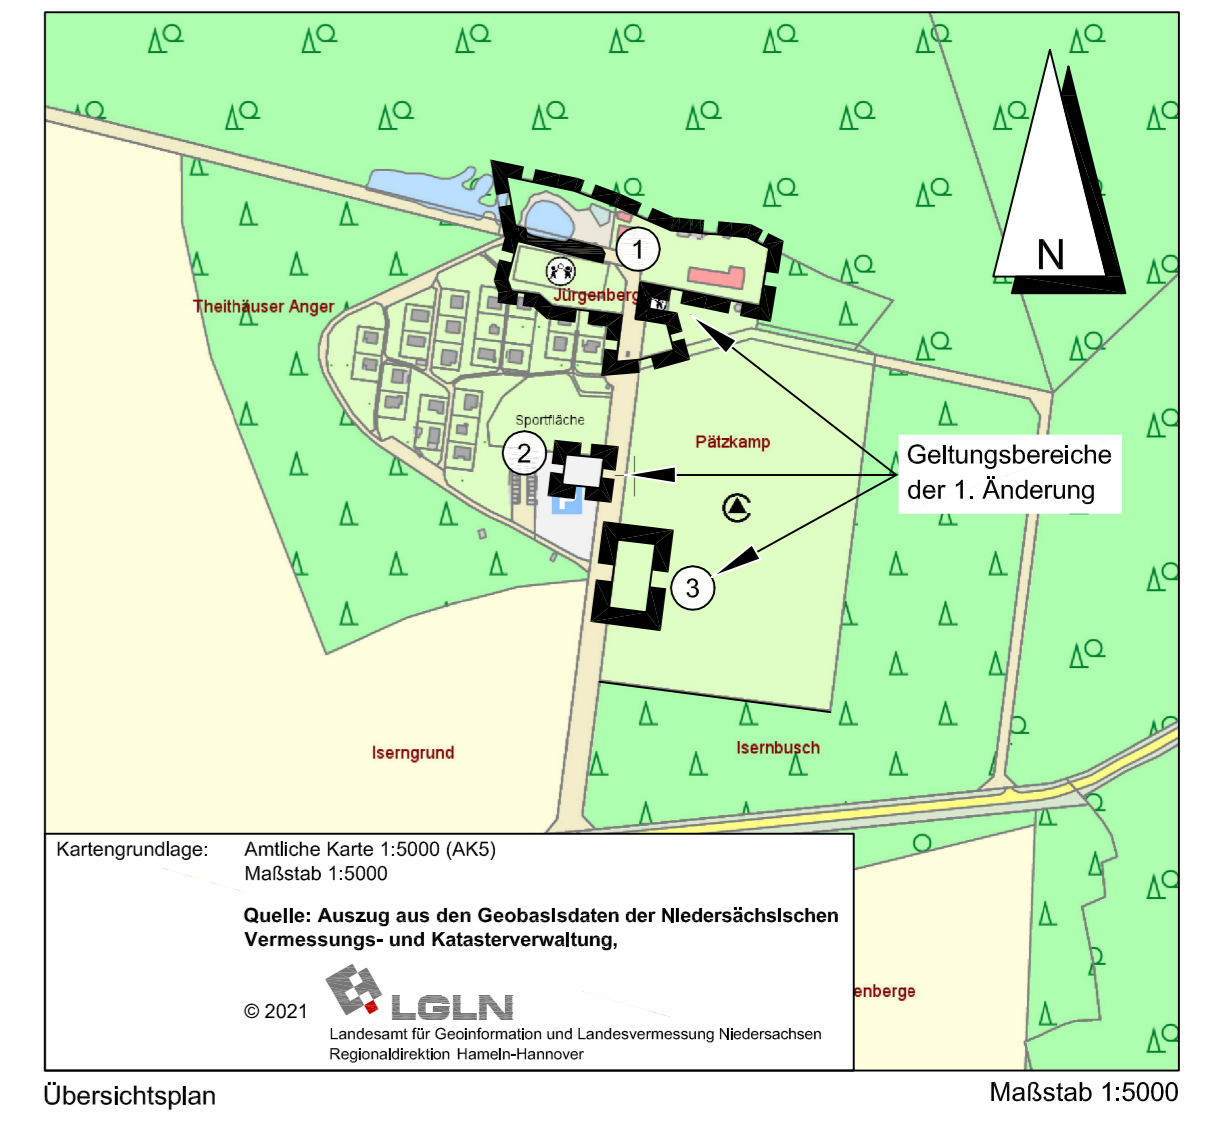 N
1
Jürgenberg
Theithäuser Anger
Sportfläche
2
Pätzkamp
Geltungsbereiche
der 1. Änderung
3
Iserngrund
Isernbusch
Kartengrundlage: Amtliche Karte 1:5000 (AK5)
Maßstab 1:5000
Quelle: Auszug aus den Geobasisdaten der Niedersächsischen
Vermessungs- und Katasterverwaltung,
© 2021 LGLN
Landesamt für Geoinformation und Landesvermessung Niedersachsen
Regionaldirektion Hameln-Hannover
enberge
Übersichtsplan
Maßstab 1:5000